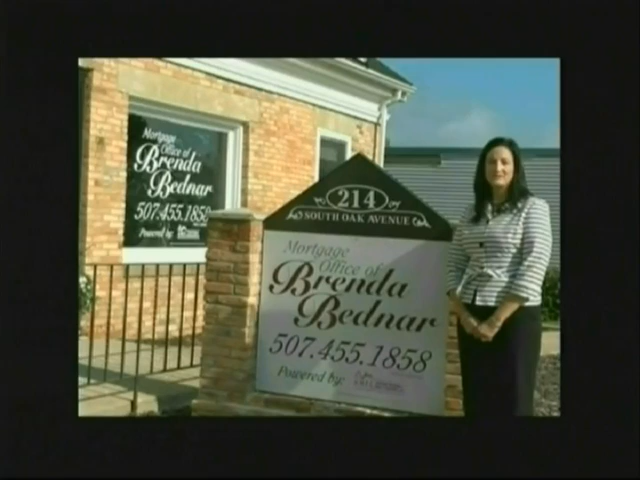 Mortgage
Office of
Brenda
Bednar
507.455.1858
Powered by:
214
SOUTH OAK AVENUE
Mortgage
Office of
Brenda
Bednar
507.455.1858
Powered by: